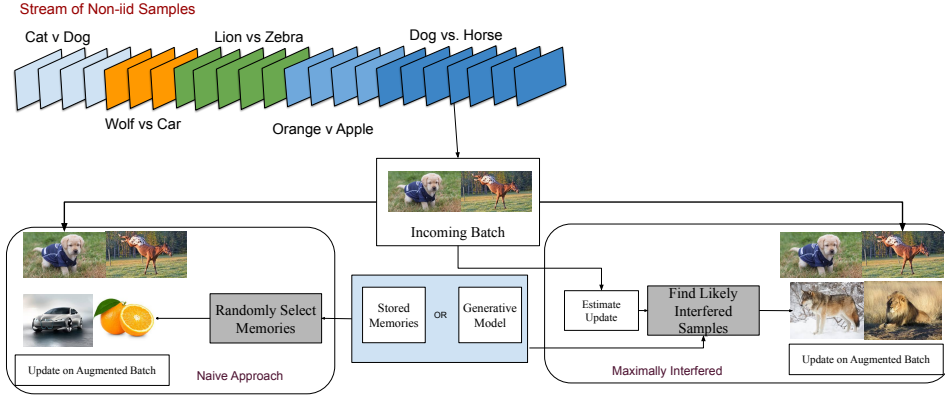 Stream of Non-iid Samples
Cat v Dog
Lion vs Zebra
Dog vs. Horse
Wolf vs Car
Orange v Apple
Incoming Batch
Randomly Select
Memories
Stored
Memories
OR
Generative
Model
Estimate
Update
Find Likely
Interfered
Samples
Update on Augmented Batch
Naive Approach
Update on Augmented Batch
Maximally Interfered